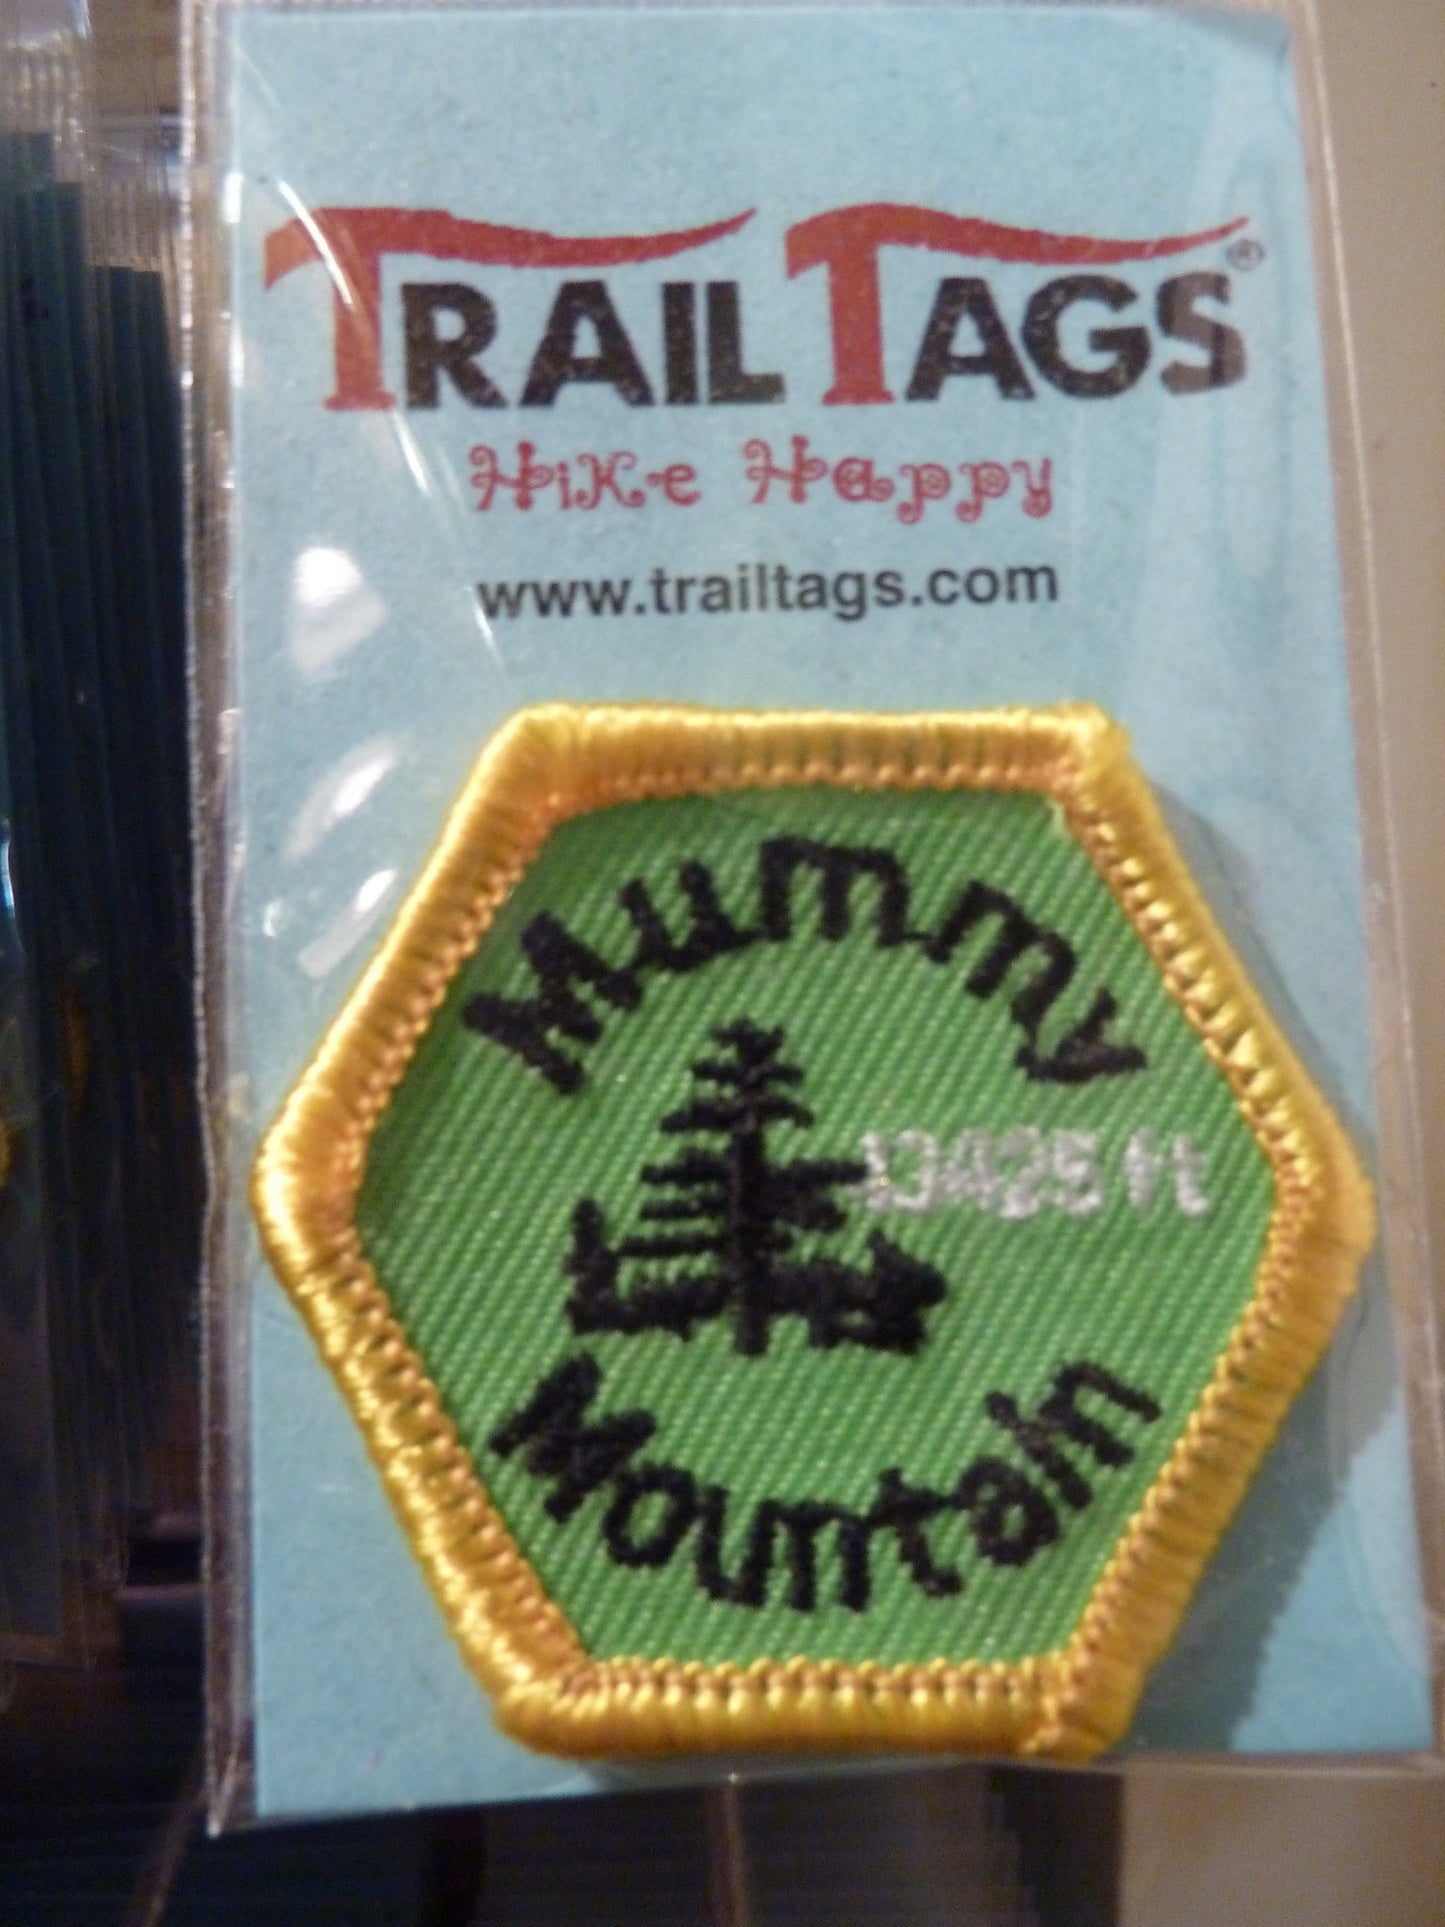 TRAIL TAGS®
Hike Happy
www.trailtags.com
Mummy
13425 ft
Mountain